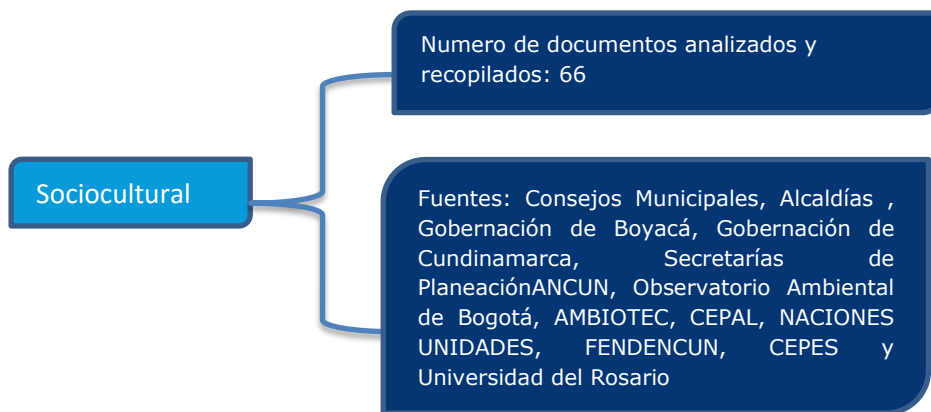 Numero de documentos analizados y
recopilados: 66
Sociocultural
Fuentes: Consejos Municipales, Alcaldías ,
Gobernación de Boyacá, Gobernación de
Cundinamarca, Secretarías de
PlaneaciónANCUN, Observatorio Ambiental
de Bogotá, AMBIOTEC, CEPAL, NACIONES
UNIDADES, FENDENCUN, CEPES y
Universidad del Rosario